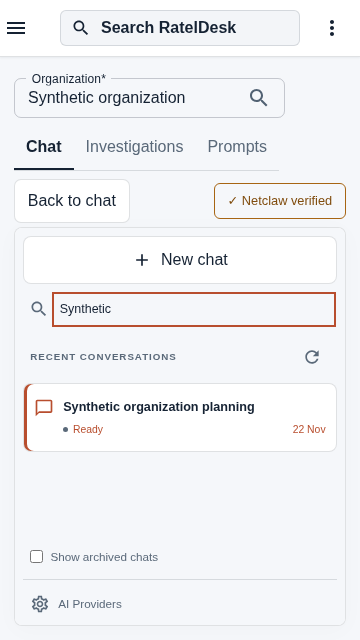 Search RatelDesk
Organization*
Synthetic organization
Chat Investigations Prompts
Back to chat
✓ Netclaw verified
+ New chat
Synthetic
RECENT CONVERSATIONS
Synthetic organization planning
Ready 22 Nov
Show archived chats
AI Providers